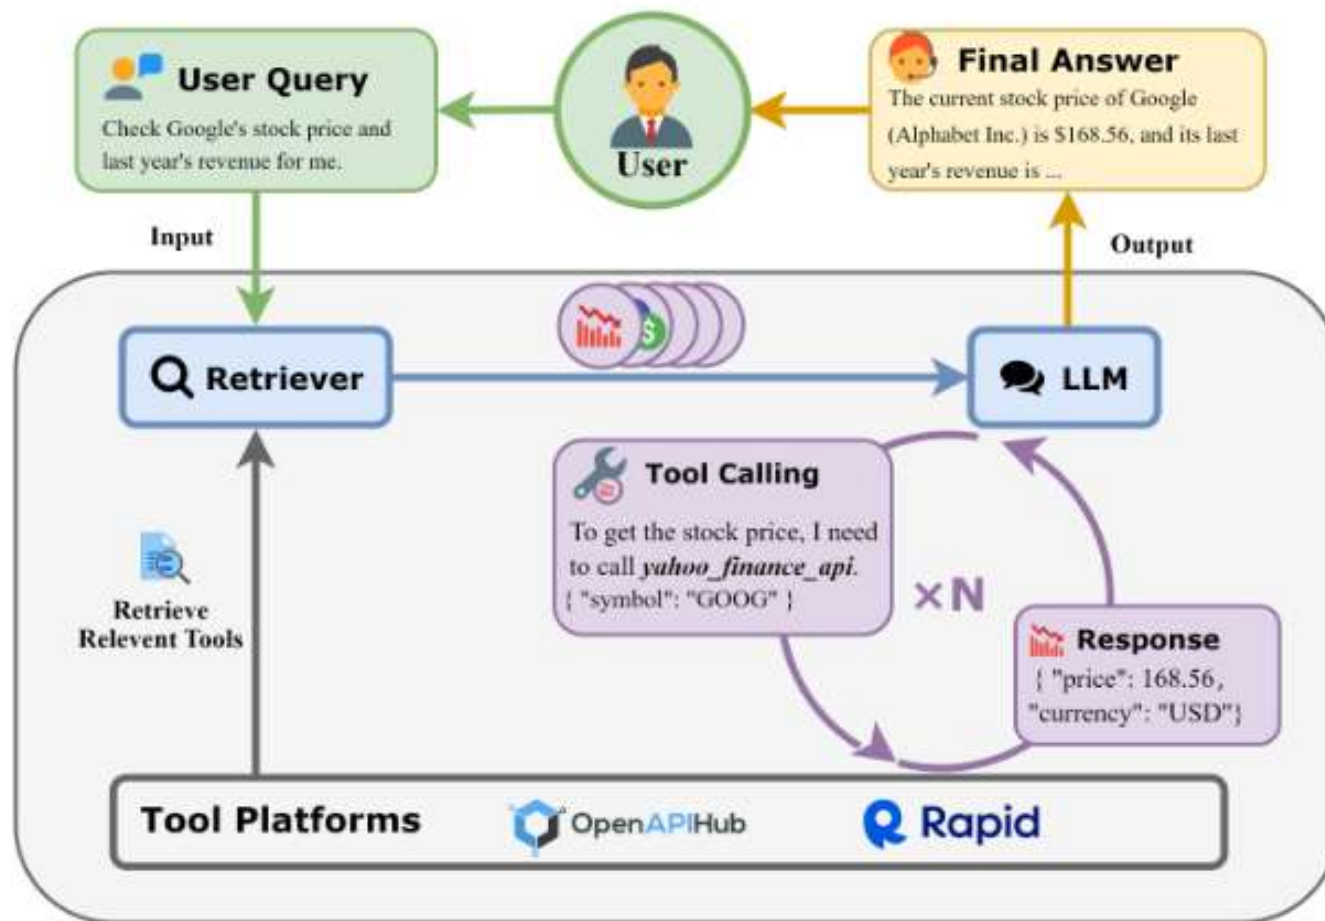 User Query
Check Google's stock price and
last year's revenue for me.
User
Final Answer
The current stock price of Google
(Alphabet Inc.) is $168.56, and its last
year's revenue is ...
Input
Output
$
Retriever
LLM
Tool Calling
To get the stock price, I need
to call yahoo_finance_api.
{ "symbol": "GOOG" }
×N
Response
{ "price": 168.56,
"currency": "USD"}
Retrieve
Relevent Tools
Tool Platforms
OpenAPIHub
Rapid